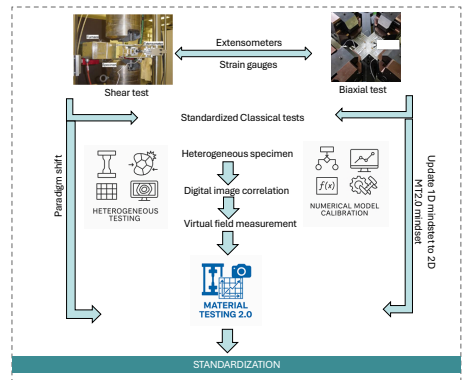 Extensometers
Strain gauges
Shear test
Biaxial test
Standardized Classical tests
Paradigm shift
HETEROGENEOUS
TESTING
Heterogeneous specimen
Digital image correlation
Virtual field measurement
f(x)
NUMERICAL MODEL
CALIBRATION
Update 1D mindstet to 2D
MT2.0 mindset
MATERIAL
TESTING 2.0
STANDARDIZATION